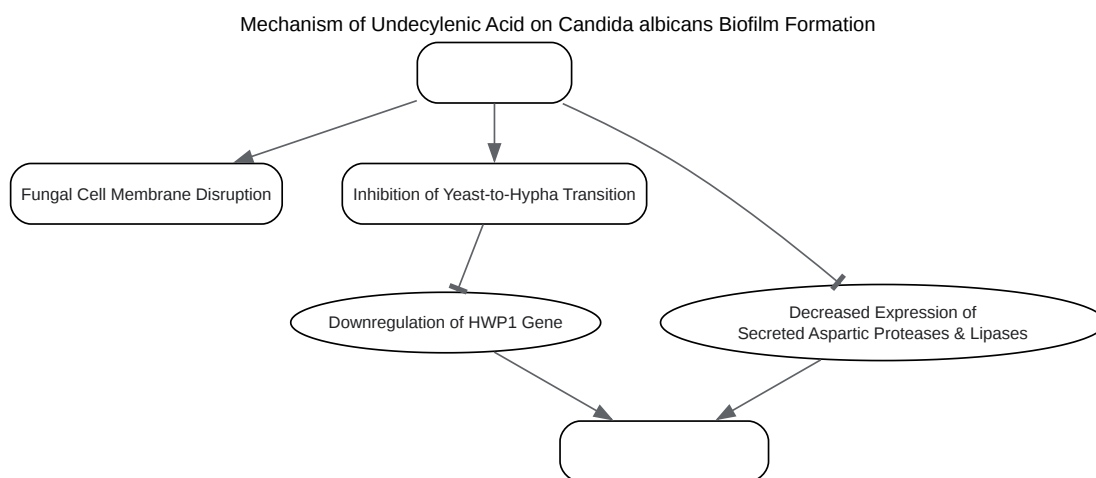 Mechanism of Undecylenic Acid on Candida albicans Biofilm Formation
Fungal Cell Membrane Disruption
Inhibition of Yeast-to-Hypha Transition
Downregulation of HWP1 Gene
Decreased Expression of
Secreted Aspartic Proteases & Lipases